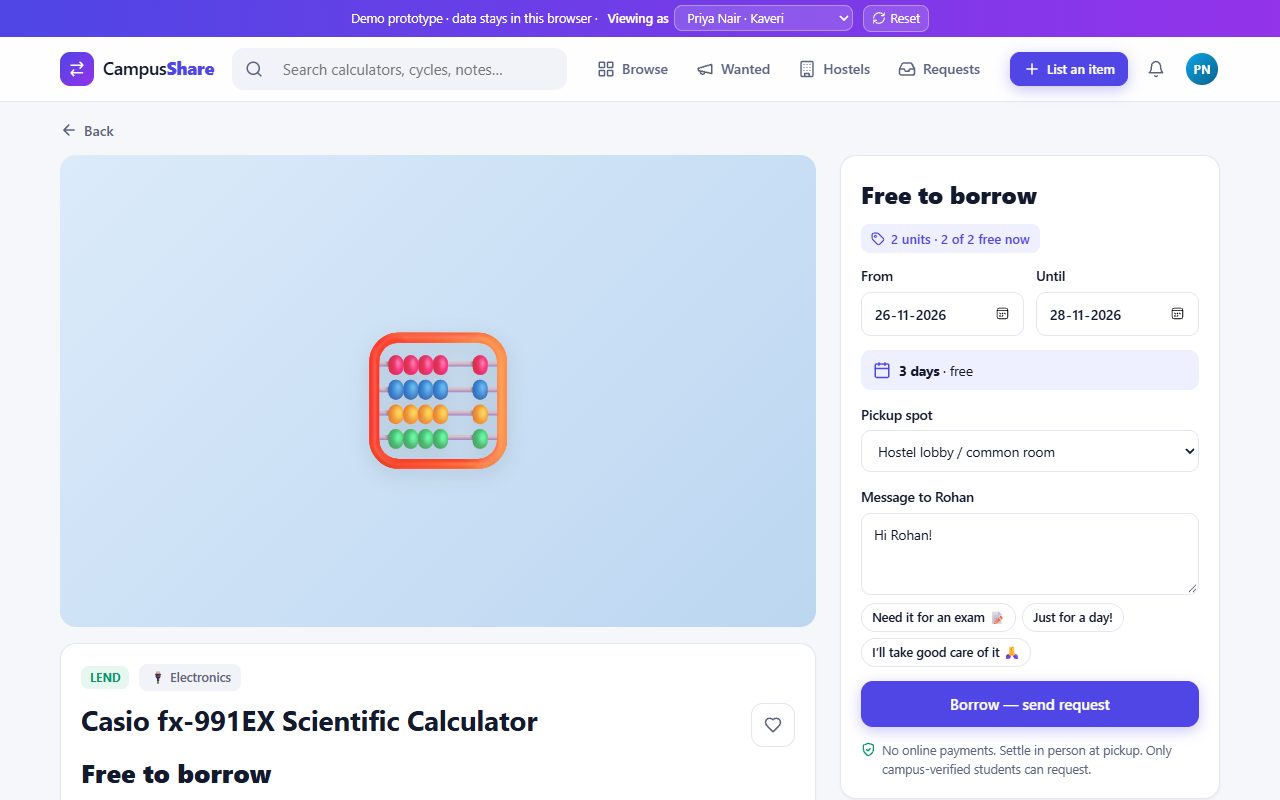 Demo prototype · data stays in this browser · Viewing as Priya Nair · Kaveri Reset
CampusShare
Search calculators, cycles, notes...
Browse Wanted Hostels Requests List an item PN
Back
Free to borrow
2 units · 2 of 2 free now
From Until
26-11-2026 28-11-2026
3 days · free
Pickup spot
Hostel lobby / common room
Message to Rohan
Hi Rohan!
Need it for an exam Just for a day!
I'll take good care of it
Borrow — send request
No online payments. Settle in person at pickup. Only
campus-verified students can request.
LEND Electronics
Casio fx-991EX Scientific Calculator
Free to borrow